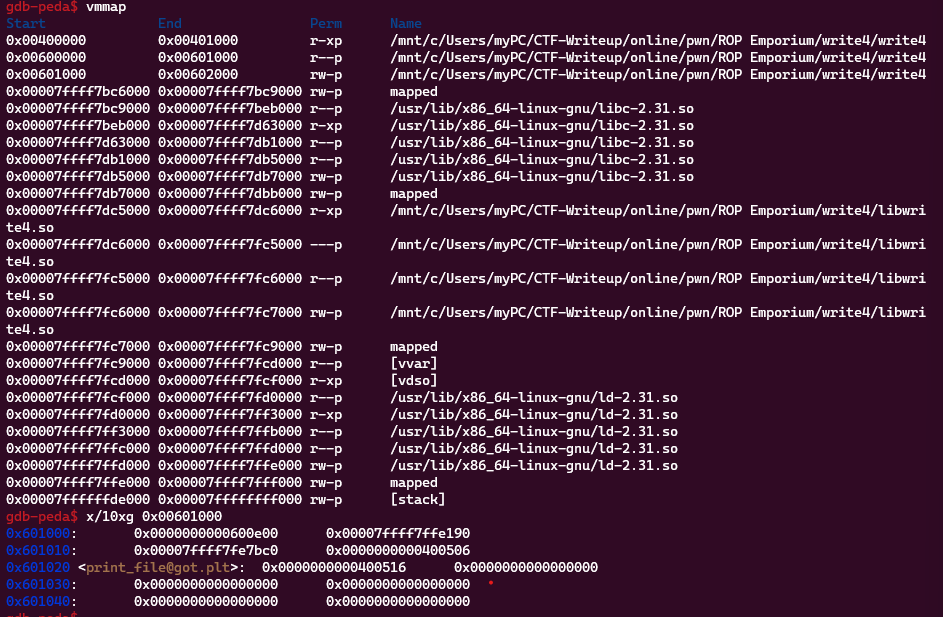 gdb-peda$ vmmap
Start              End                Perm      Name
0x00400000         0x00401000         r-xp      /mnt/c/Users/myPC/CTF-Writeup/online/pwn/ROP Emporium/write4/write4
0x00600000         0x00601000         r--p      /mnt/c/Users/myPC/CTF-Writeup/online/pwn/ROP Emporium/write4/write4
0x00601000         0x00602000         rw-p      /mnt/c/Users/myPC/CTF-Writeup/online/pwn/ROP Emporium/write4/write4
0x00007ffff7bc6000 0x00007ffff7bc9000 rw-p      mapped
0x00007ffff7bc9000 0x00007ffff7beb000 r--p      /usr/lib/x86_64-linux-gnu/libc-2.31.so
0x00007ffff7beb000 0x00007ffff7d63000 r-xp      /usr/lib/x86_64-linux-gnu/libc-2.31.so
0x00007ffff7d63000 0x00007ffff7db1000 r--p      /usr/lib/x86_64-linux-gnu/libc-2.31.so
0x00007ffff7db1000 0x00007ffff7db5000 r--p      /usr/lib/x86_64-linux-gnu/libc-2.31.so
0x00007ffff7db5000 0x00007ffff7db7000 rw-p      /usr/lib/x86_64-linux-gnu/libc-2.31.so
0x00007ffff7db7000 0x00007ffff7dbb000 rw-p      mapped
0x00007ffff7dc5000 0x00007ffff7dc6000 r-xp      /mnt/c/Users/myPC/CTF-Writeup/online/pwn/ROP Emporium/write4/libwri
te4.so
0x00007ffff7dc6000 0x00007ffff7fc5000 ---p      /mnt/c/Users/myPC/CTF-Writeup/online/pwn/ROP Emporium/write4/libwri
te4.so
0x00007ffff7fc5000 0x00007ffff7fc6000 r--p      /mnt/c/Users/myPC/CTF-Writeup/online/pwn/ROP Emporium/write4/libwri
te4.so
0x00007ffff7fc6000 0x00007ffff7fc7000 rw-p      /mnt/c/Users/myPC/CTF-Writeup/online/pwn/ROP Emporium/write4/libwri
te4.so
0x00007ffff7fc7000 0x00007ffff7fc9000 rw-p      mapped
0x00007ffff7fc9000 0x00007ffff7fcd000 r--p      [vvar]
0x00007ffff7fcd000 0x00007ffff7fcf000 r-xp      [vdso]
0x00007ffff7fcf000 0x00007ffff7fd0000 r--p      /usr/lib/x86_64-linux-gnu/ld-2.31.so
0x00007ffff7fd0000 0x00007ffff7ff3000 r-xp      /usr/lib/x86_64-linux-gnu/ld-2.31.so
0x00007ffff7ff3000 0x00007ffff7ffb000 r--p      /usr/lib/x86_64-linux-gnu/ld-2.31.so
0x00007ffff7ffc000 0x00007ffff7ffd000 r--p      /usr/lib/x86_64-linux-gnu/ld-2.31.so
0x00007ffff7ffd000 0x00007ffff7ffe000 rw-p      /usr/lib/x86_64-linux-gnu/ld-2.31.so
0x00007ffff7ffe000 0x00007ffff7fff000 rw-p      mapped
0x00007ffffffde000 0x00007ffffffff000 rw-p      [stack]
gdb-peda$ x/10xg 0x00601000
0x601000:       0x0000000000600e00      0x00007ffff7ffe190
0x601010:       0x00007ffff7fe7bc0      0x0000000000400506
0x601020 <print_file@got.plt>:  0x0000000000400516      0x0000000000000000
0x601030:       0x0000000000000000      0x0000000000000000
0x601040:       0x0000000000000000      0x0000000000000000
gdb-peda$